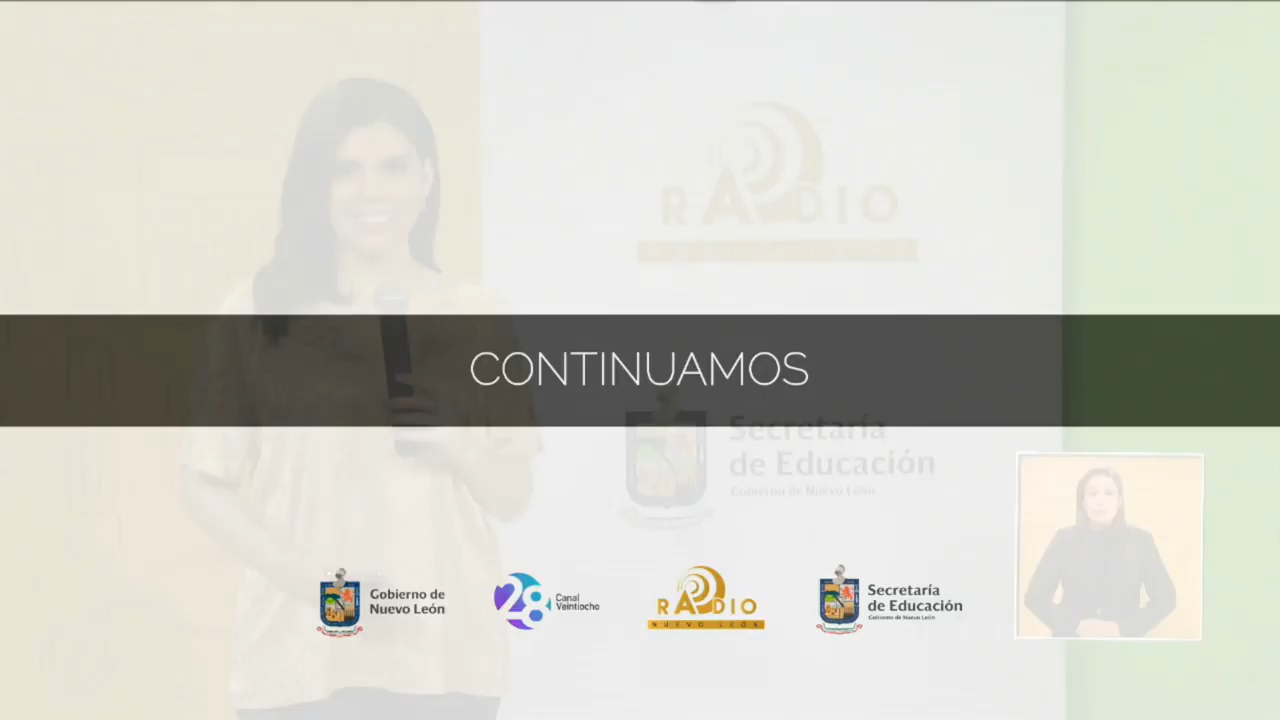 RADIO
CONTINUAMOS
Secretaría
de Educación
Gobierno de Nuevo León
Gobierno de
Nuevo León
28
Canal
Veintiocho
RADIO
NUEVO LEÓN
Secretaría
de Educación
Gobierno de Nuevo León